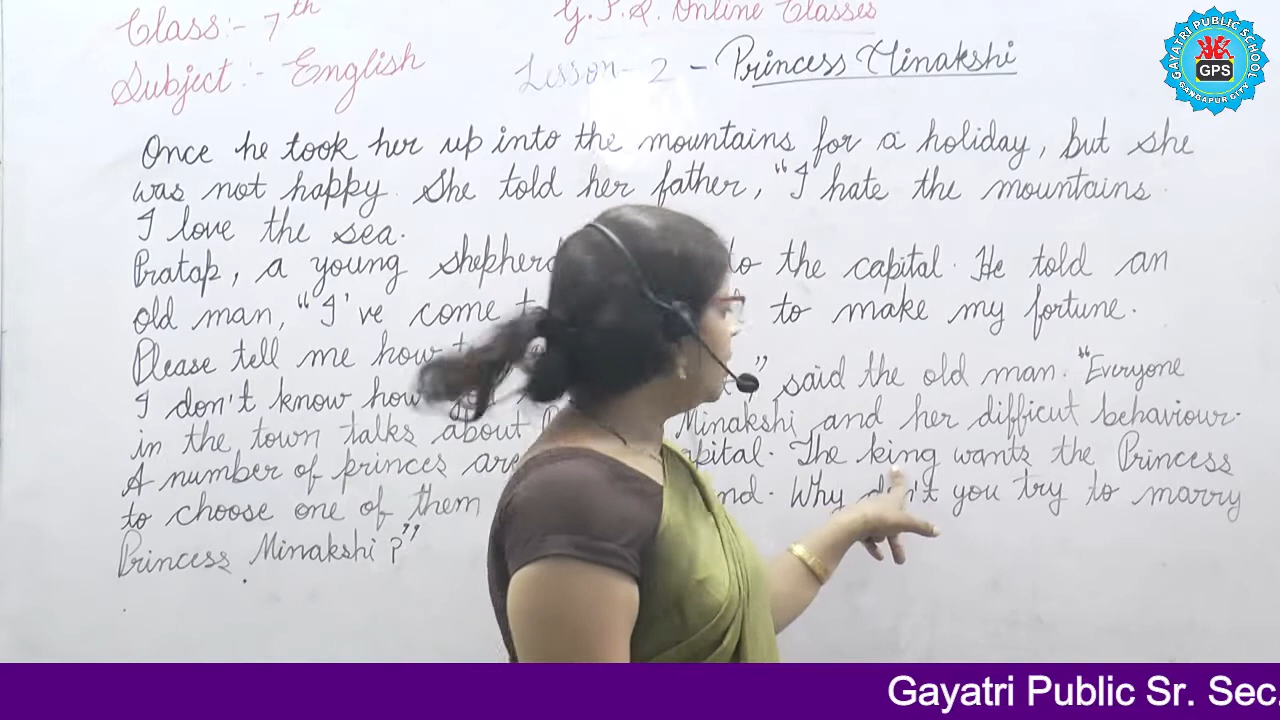 Class:- 7th
G.P.S. Online Classes
Subject:- English
Lesson- 2 - Princess Minakshi
GAYATRI PUBLIC SCHOOL
GPS
GANGAPUR CITY
Once he took her up into the mountains for a holiday, but she
was not happy. She told her father, "I hate the mountains.
I love the sea.
Pratap, a young shepherd to the capital. He told an
old man, "I've come to make my fortune.
Please tell me how
I don't know how said the old man. "Everyone
in the town talks about Minakshi and her difficut behaviour.
A number of princes are The king wants the Princess
to choose one of them Why don't you try to marry
Princess Minakshi ?"
Gayatri Public Sr. Sec.